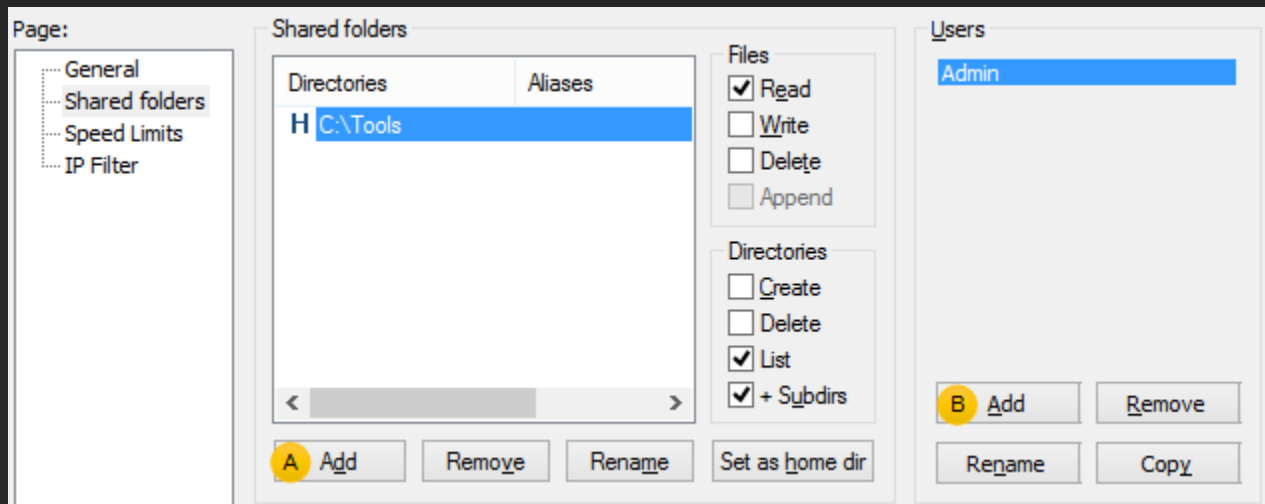 Page:
General
Shared folders
Speed Limits
IP Filter
Shared folders
Directories Aliases
H C:\Tools
A Add
Remove
Rename
Files
Read
Write
Delete
Append
Directories
Create
Delete
List
+ Subdirs
Set as home dir
Users
Admin
B Add
Remove
Rename
Copy